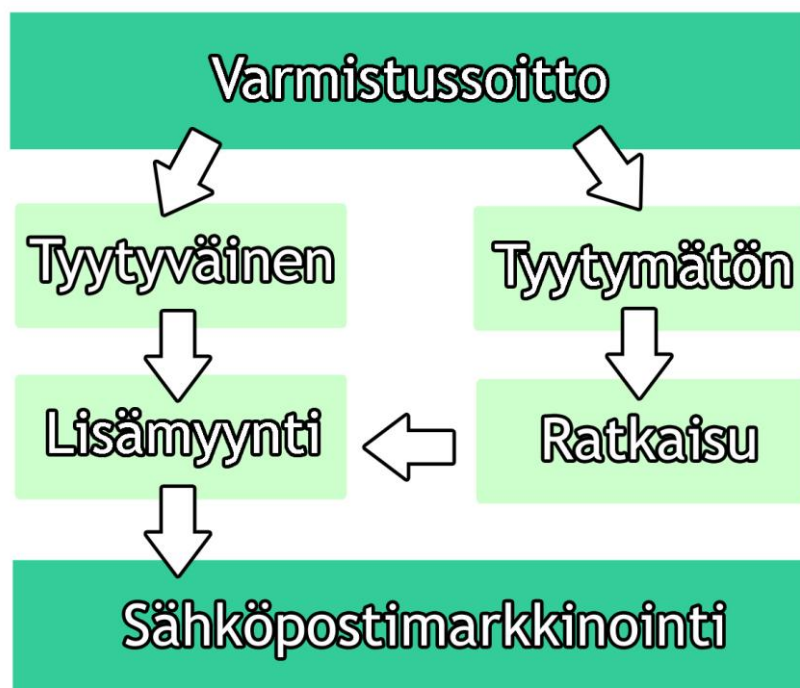 Varmistussoitto
Tyytyväinen
Tyytymätön
Lisämyynti
Ratkaisu
Sähköpostimarkkinointi